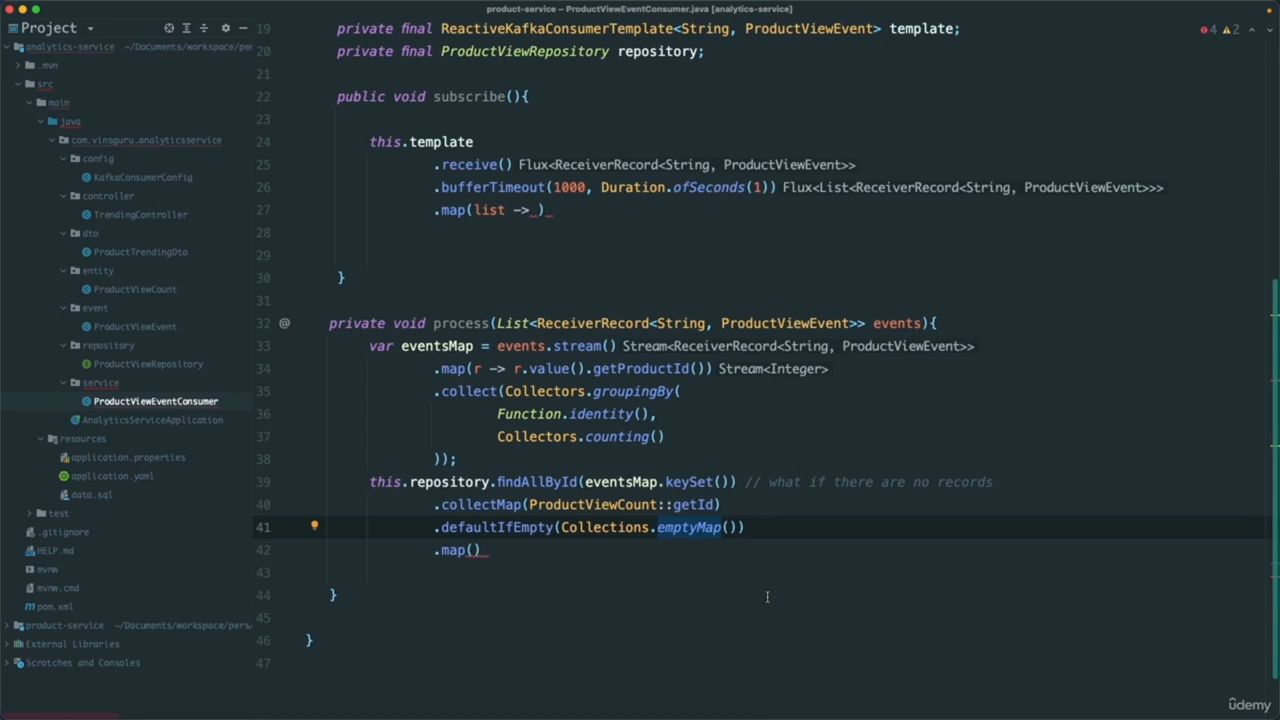 product-service – ProductViewEventConsumer.java [analytics-service]
Project
analytics-service ~/Documents/workspace/pers
.mvn
src
main
java
com.vinsguru.analyticsservice
config
KafkaConsumerConfig
controller
TrendingController
dto
ProductTrendingDto
entity
ProductViewCount
event
ProductViewEvent
repository
ProductViewRepository
service
ProductViewEventConsumer
AnalyticsServiceApplication
resources
application.properties
application.yaml
data.sql
test
.gitignore
HELP.md
mvnw
mvnw.cmd
pom.xml
product-service ~/Documents/workspace/pers
External Libraries
Scratches and Consoles
4 2
19 private final ReactiveKafkaConsumerTemplate<String, ProductViewEvent> template;
20 private final ProductViewRepository repository;
21
22 public void subscribe(){
23
24 this.template
25 .receive() Flux<ReceiverRecord<String, ProductViewEvent>>
26 .bufferTimeout(1000, Duration.ofSeconds(1)) Flux<List<ReceiverRecord<String, ProductViewEvent>>>
27 .map(list -> )
28
29
30 }
31
32 @ private void process(List<ReceiverRecord<String, ProductViewEvent>> events){
33 var eventsMap = events.stream() Stream<ReceiverRecord<String, ProductViewEvent>>
34 .map(r -> r.value().getProductId()) Stream<Integer>
35 .collect(Collectors.groupingBy(
36 Function.identity(),
37 Collectors.counting()
38 ));
39 this.repository.findAllById(eventsMap.keySet()) // what if there are no records
40 .collectMap(ProductViewCount::getId)
41 .defaultIfEmpty(Collections.emptyMap())
42 .map()
43
44 }
45
46 }
47
ûdemy